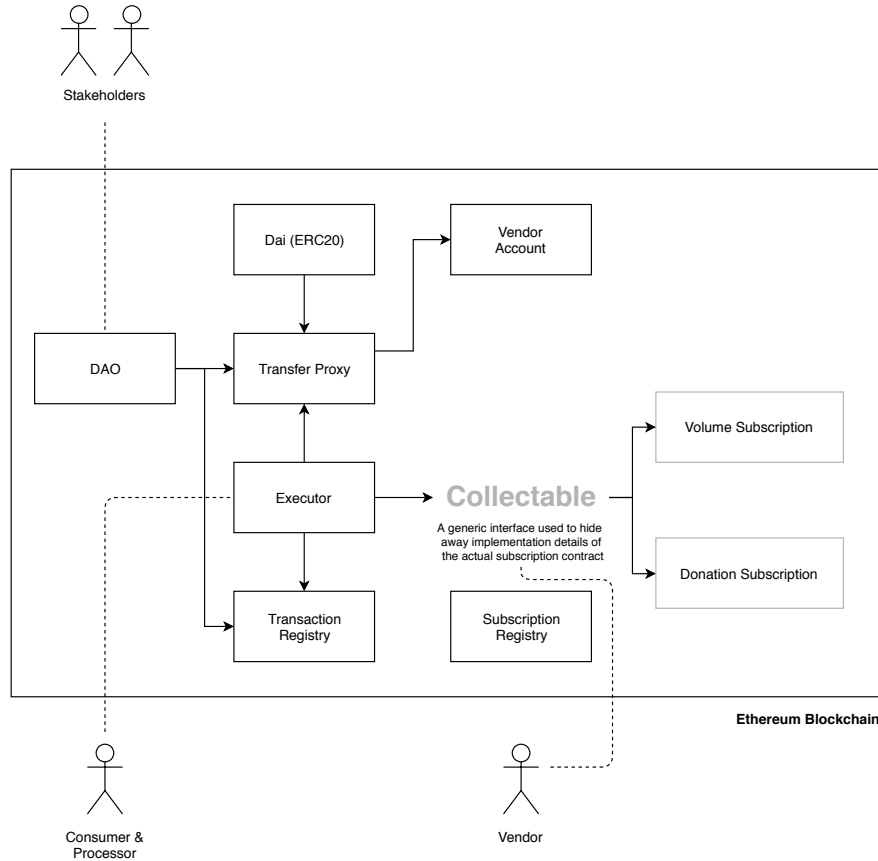 Stakeholders
Dai (ERC20)
Vendor
Account
DAO
Transfer Proxy
Volume Subscription
Executor
Collectable
A generic interface used to hide
away implementation details of
the actual subscription contract
Donation Subscription
Transaction
Registry
Subscription
Registry
Ethereum Blockchain
Consumer &
Processor
Vendor